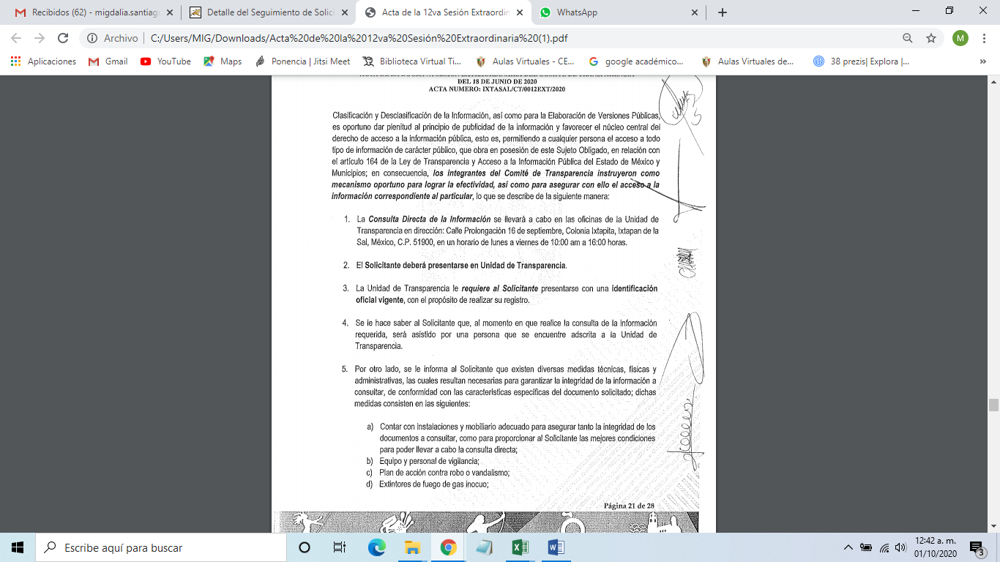 Recibidos (62) - migdalia.santiag
Detalle del Seguimiento de Solici
Acta de la 12va Sesión Extraordin
WhatsApp
Archivo
C:/Users/MIG/Downloads/Acta%20de%20la%2012va%20Sesión%20Extraordinaria%20(1).pdf
M
Aplicaciones
Gmail
YouTube
Maps
Ponencia | Jitsi Meet
Biblioteca Virtual Ti...
Aulas Virtuales - CE...
google académico...
Aulas Virtuales de...
38 prezis| Explora |...
»
DEL 18 DE JUNIO DE 2020
ACTA NUMERO: IXTASAL/CT/0012EXT/2020
Clasificación y Desclasificación de la Información, así como para la Elaboración de Versiones Públicas,
es oportuno dar plenitud al principio de publicidad de la información y favorecer el núcleo central del
derecho de acceso a la información pública, esto es, permitiendo a cualquier persona el acceso a todo
tipo de información de carácter público, que obra en posesión de este Sujeto Obligado, en relación con
el artículo 164 de la Ley de Transparencia y Acceso a la Información Pública del Estado de México y
Municipios; en consecuencia, los integrantes del Comité de Transparencia instruyeron como
mecanismo oportuno para lograr la efectividad, así como para asegurar con ello el acceso a la
información correspondiente al particular, lo que se describe de la siguiente manera:
1. La Consulta Directa de la Información se llevará a cabo en las oficinas de la Unidad de
Transparencia en dirección: Calle Prolongación 16 de septiembre, Colonia Ixtapita, Ixtapan de la
Sal, México, C.P. 51900, en un horario de lunes a viernes de 10:00 am a 16:00 horas.
2. El Solicitante deberá presentarse en Unidad de Transparencia.
3. La Unidad de Transparencia le requiere al Solicitante presentarse con una identificación
oficial vigente, con el propósito de realizar su registro.
4. Se le hace saber al Solicitante que, al momento en que realice la consulta de la información
requerida, será asistido por una persona que se encuentre adscrita a la Unidad de
Transparencia.
5. Por otro lado, se le informa al Solicitante que existen diversas medidas técnicas, físicas y
administrativas, las cuales resultan necesarias para garantizar la integridad de la información a
consultar, de conformidad con las características específicas del documento solicitado; dichas
medidas consisten en las siguientes:
a) Contar con instalaciones y mobiliario adecuado para asegurar tanto la integridad de los
documentos a consultar, como para proporcionar al Solicitante las mejores condiciones
para poder llevar a cabo la consulta directa;
b) Equipo y personal de vigilancia;
c) Plan de acción contra robo o vandalismo;
d) Extintores de fuego de gas inocuo;
Página 21 de 28
Escribe aquí para buscar
12:42 a. m.
01/10/2020
3